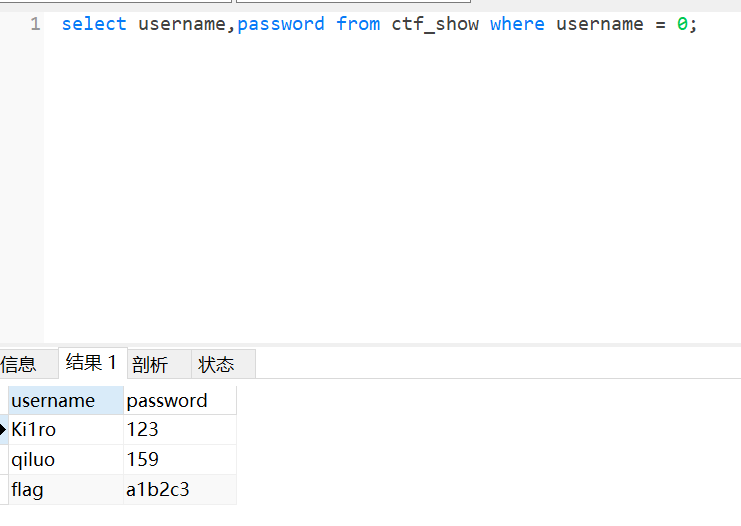 1 select username,password from ctf_show where username = 0;
信息 结果 1 剖析 状态
username password
Ki1ro 123
qiluo 159
flag a1b2c3